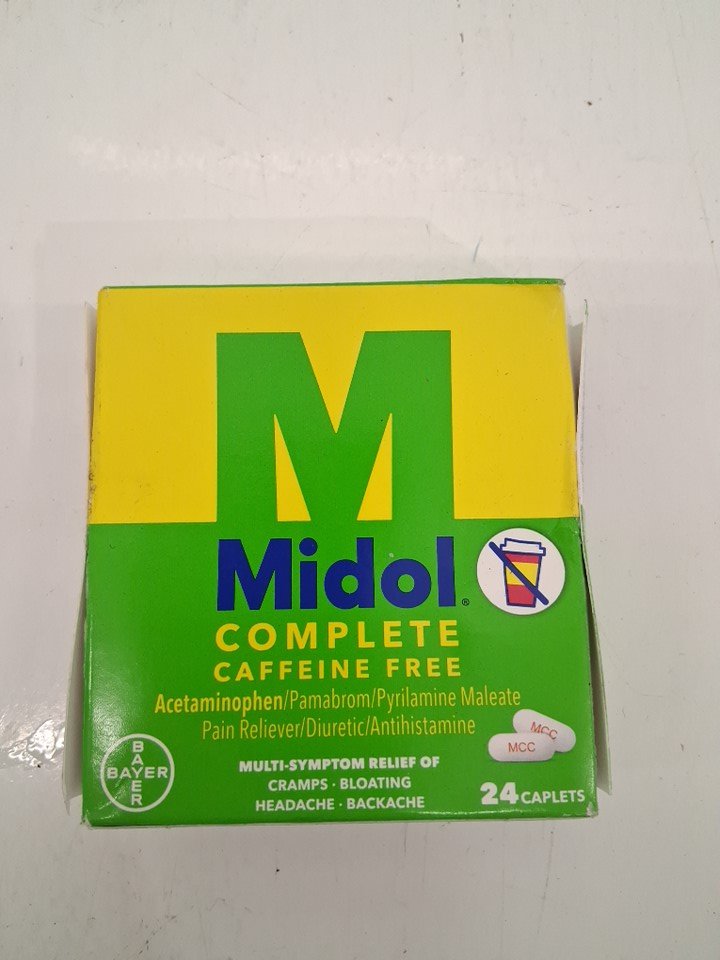 M
Midol®
COMPLETE
CAFFEINE FREE
Acetaminophen/Pamabrom/Pyrilamine Maleate
Pain Reliever/Diuretic/Antihistamine
MCC
MCC
BAYER
BAYER
MULTI-SYMPTOM RELIEF OF
CRAMPS · BLOATING
HEADACHE · BACKACHE
24 CAPLETS